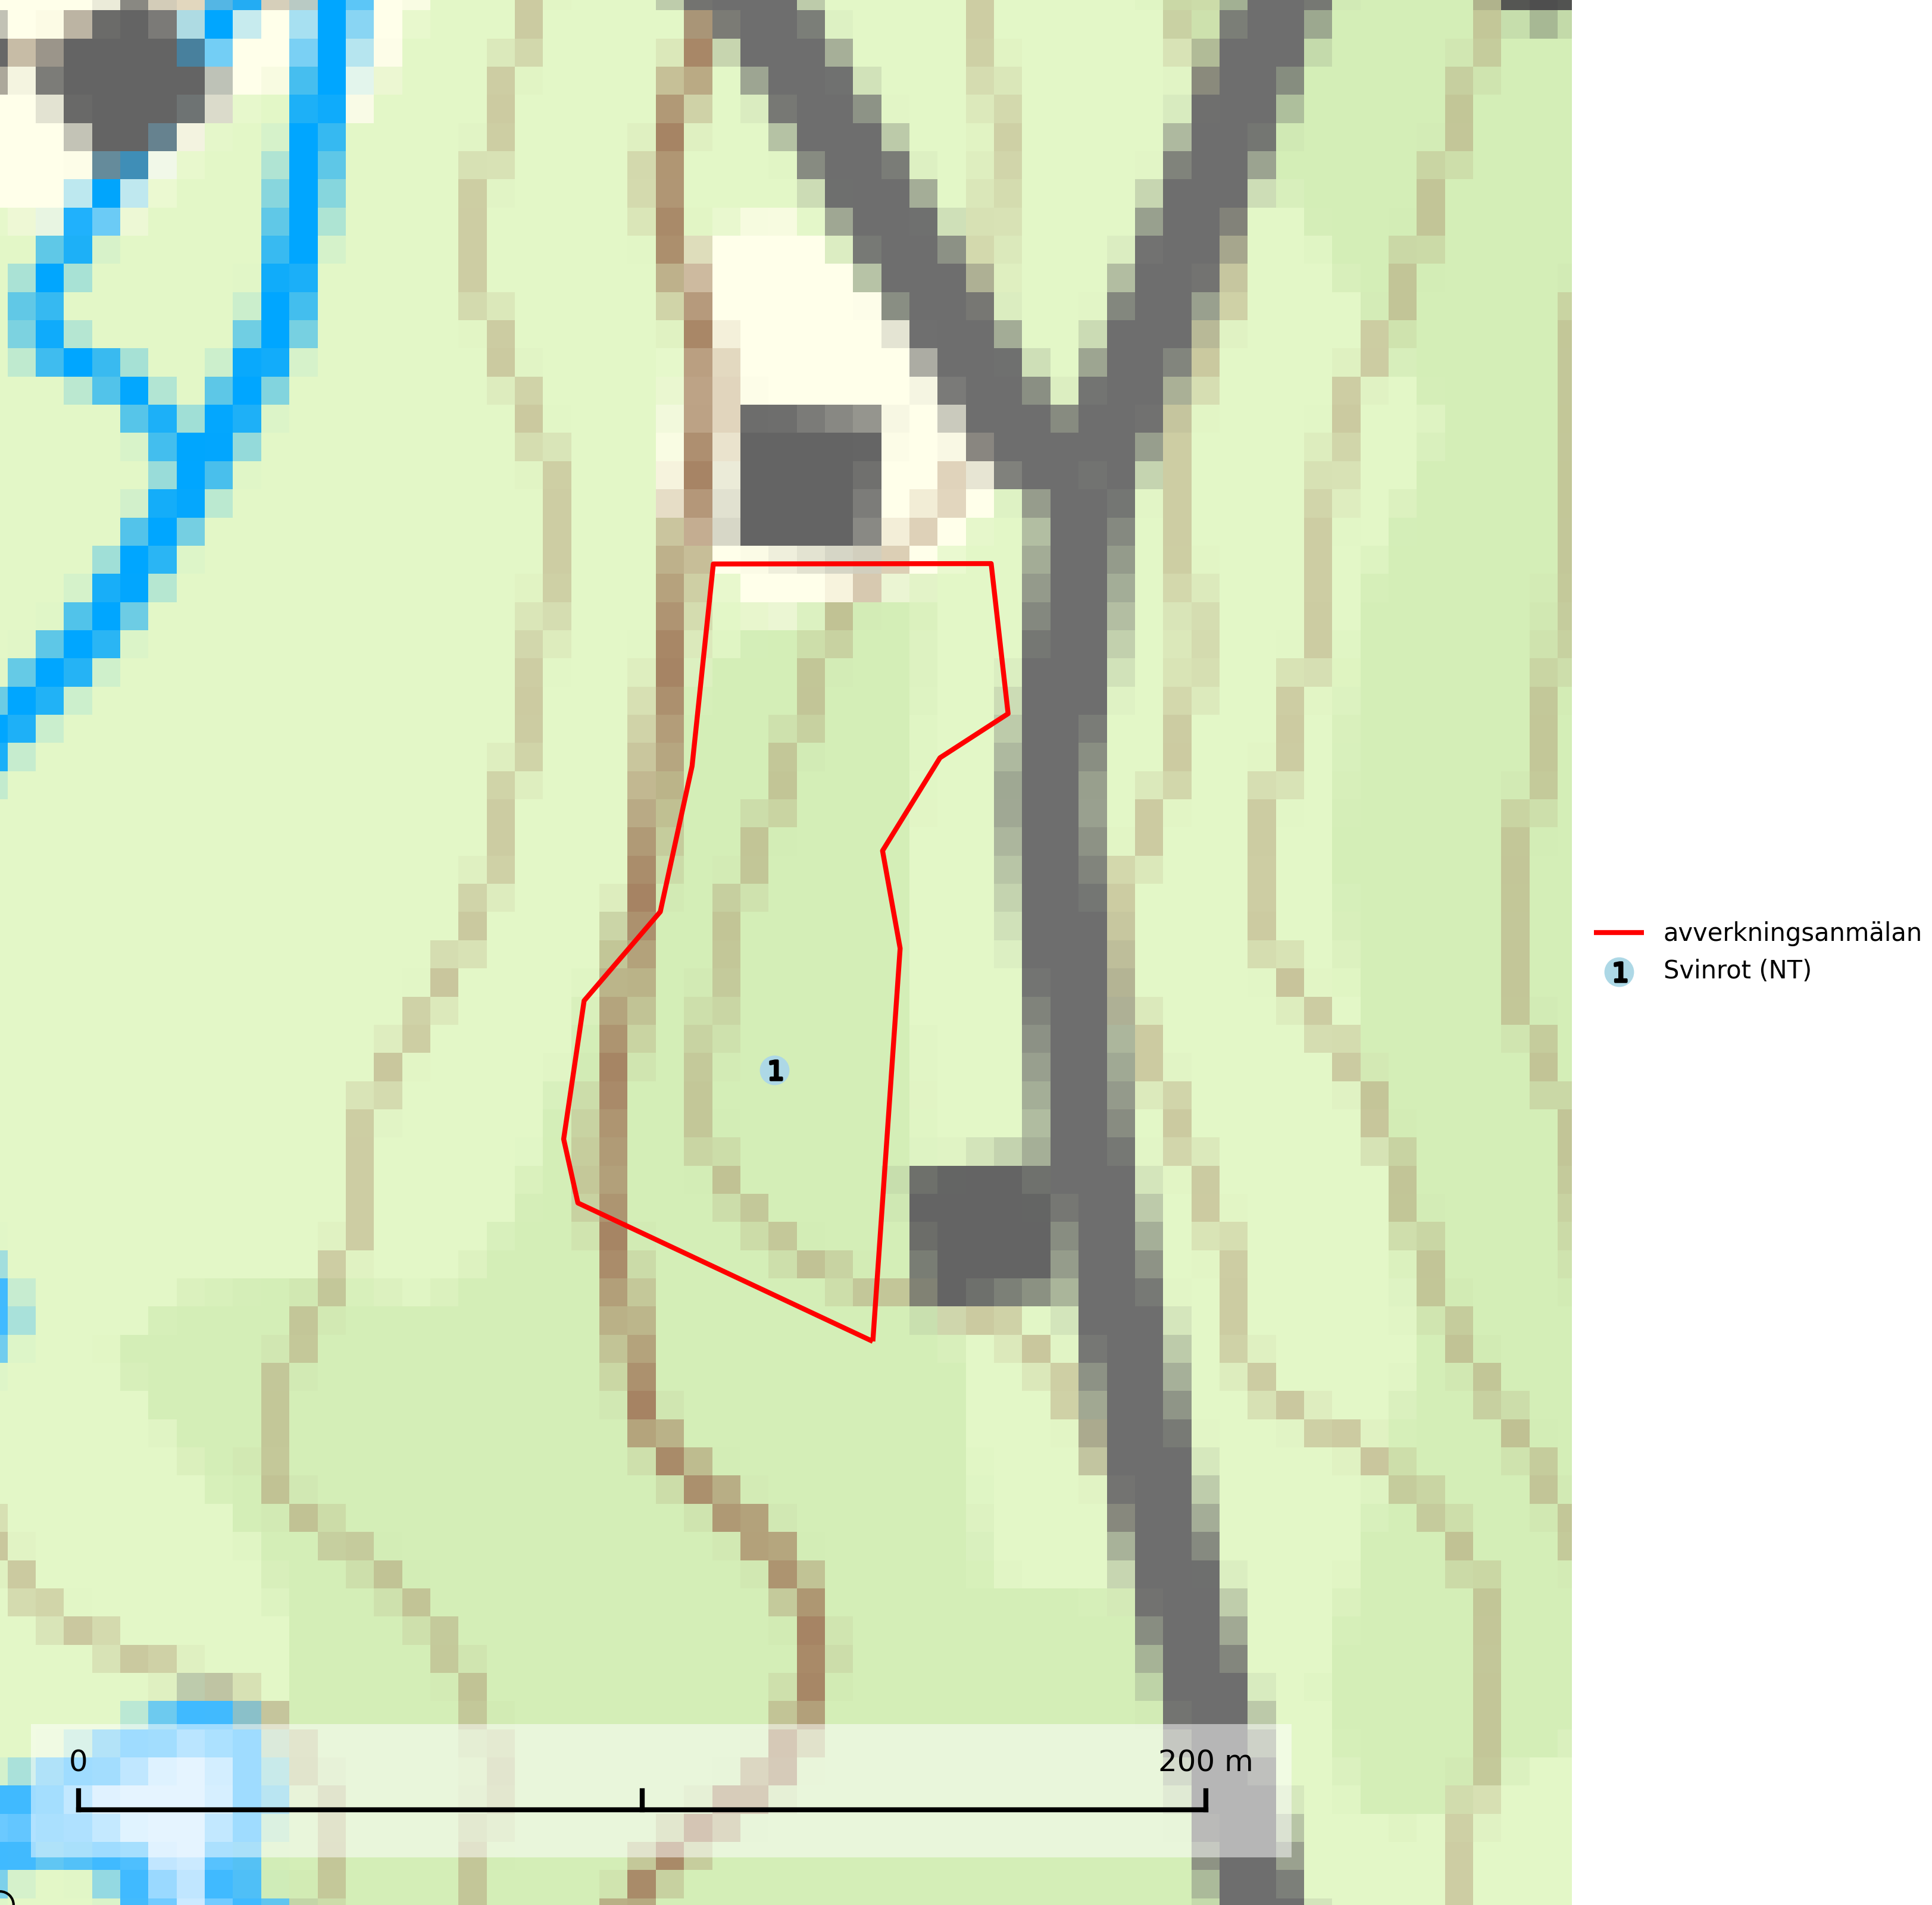 avverkningsanmälan
1 Svinrot (NT)
1
0 200 m